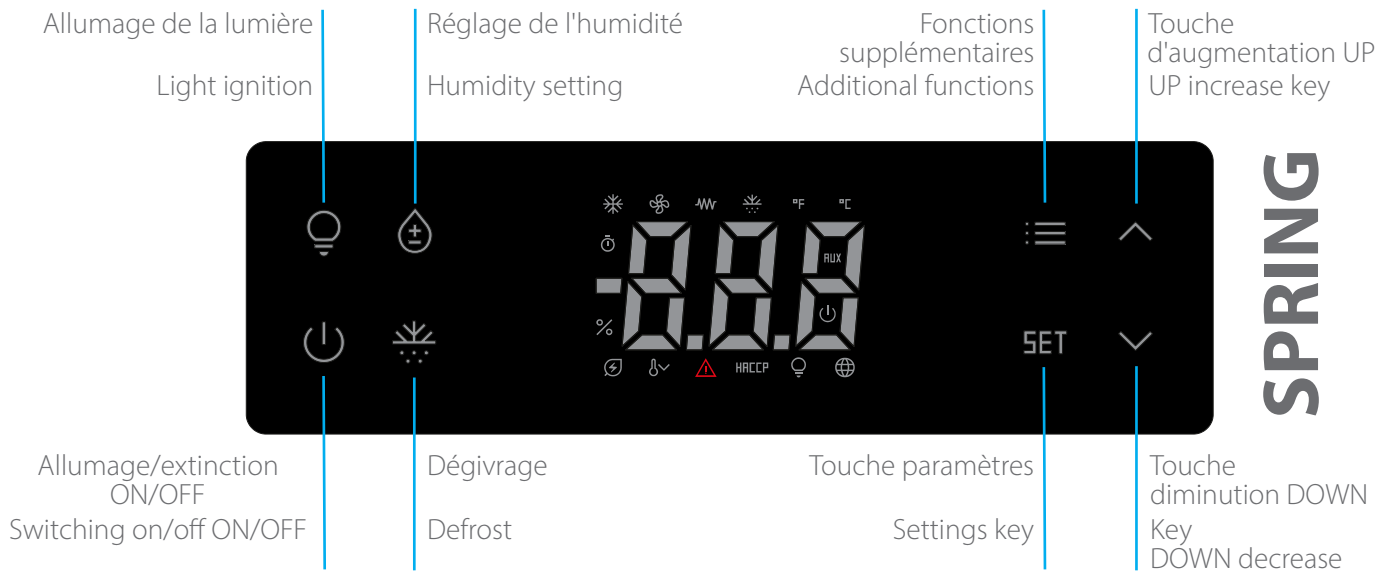 Allumage de la lumière
Light ignition
Réglage de l'humidité
Humidity setting
Fonctions
supplémentaires
Additional functions
Touche
d'augmentation UP
UP increase key
°F
°C
AUX
%
HACCP
SET
SPRING
Allumage/extinction
ON/OFF
Switching on/off ON/OFF
Dégivrage
Defrost
Touche paramètres
Settings key
Touche
diminution DOWN
Key
DOWN decrease